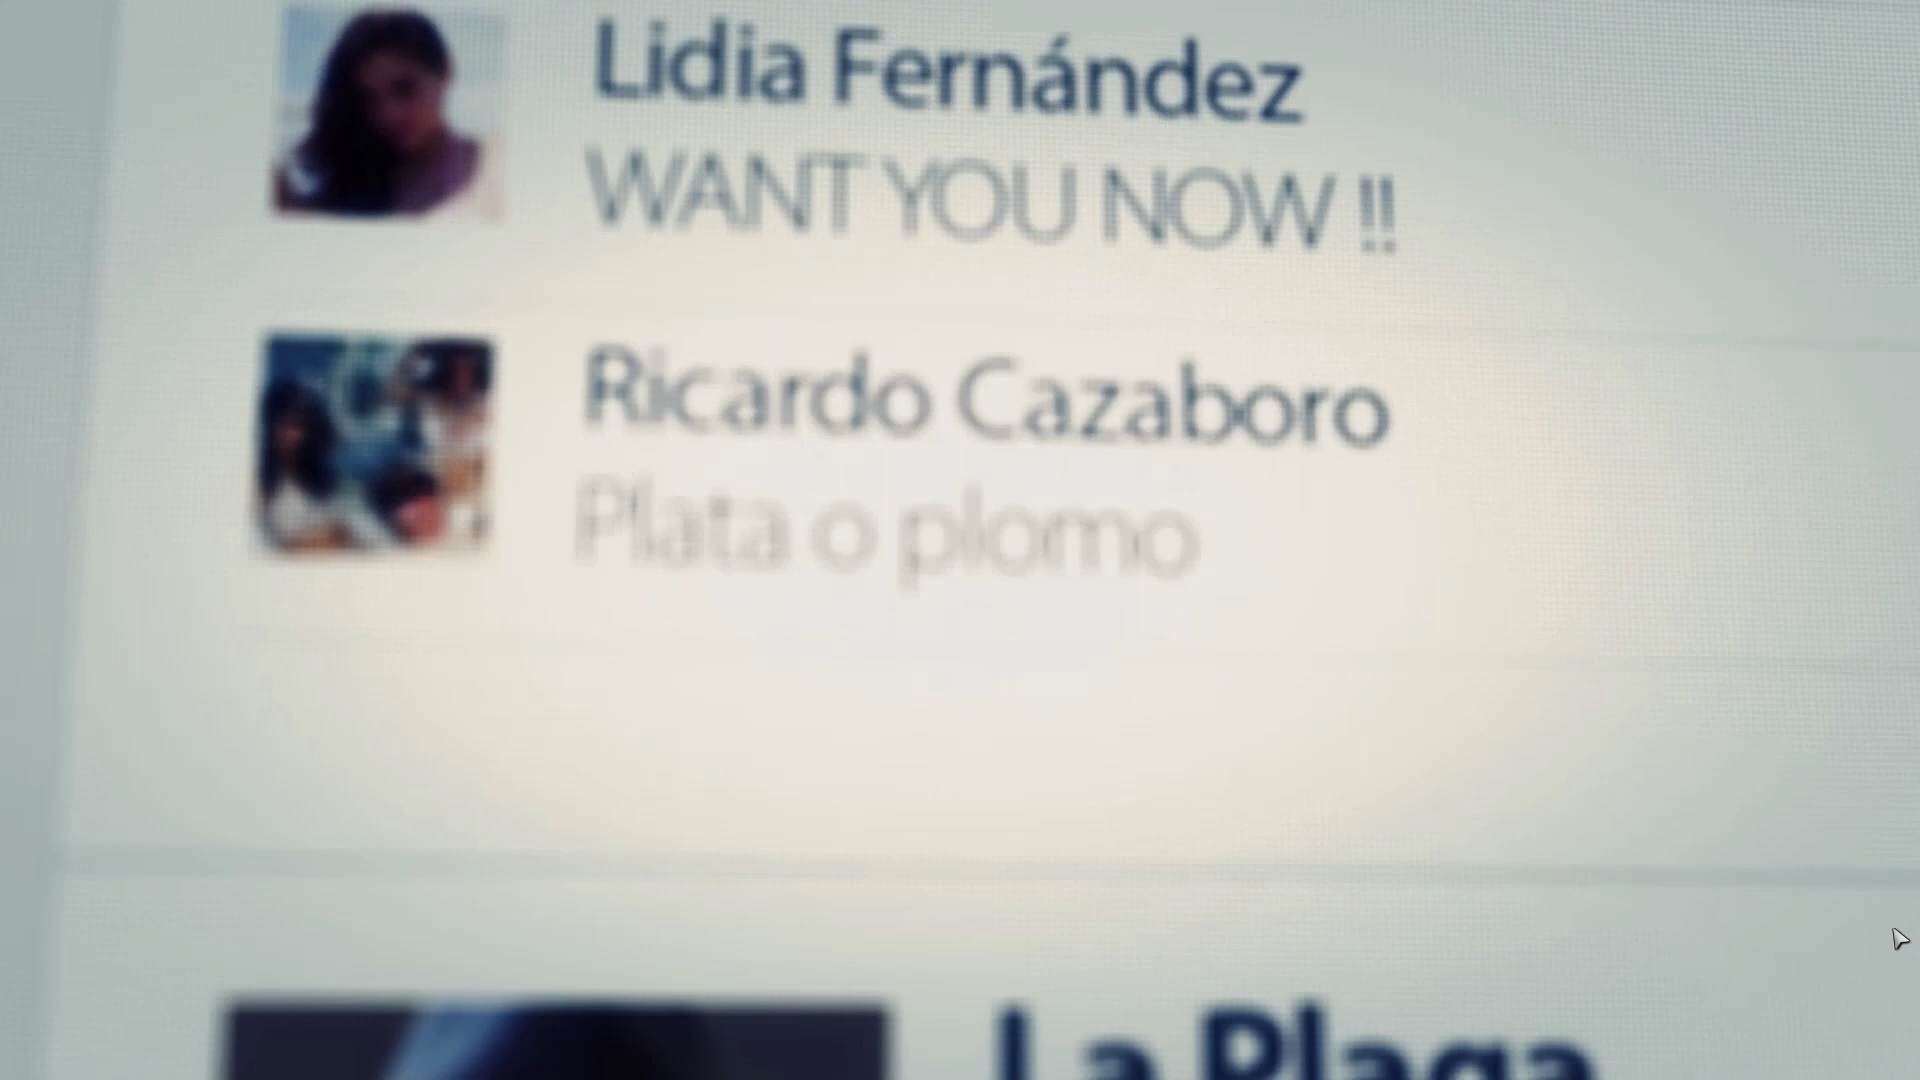 Lidia Fernández
WANT YOU NOW !!
Ricardo Cazaboro
Plata o plomo
La Plaga